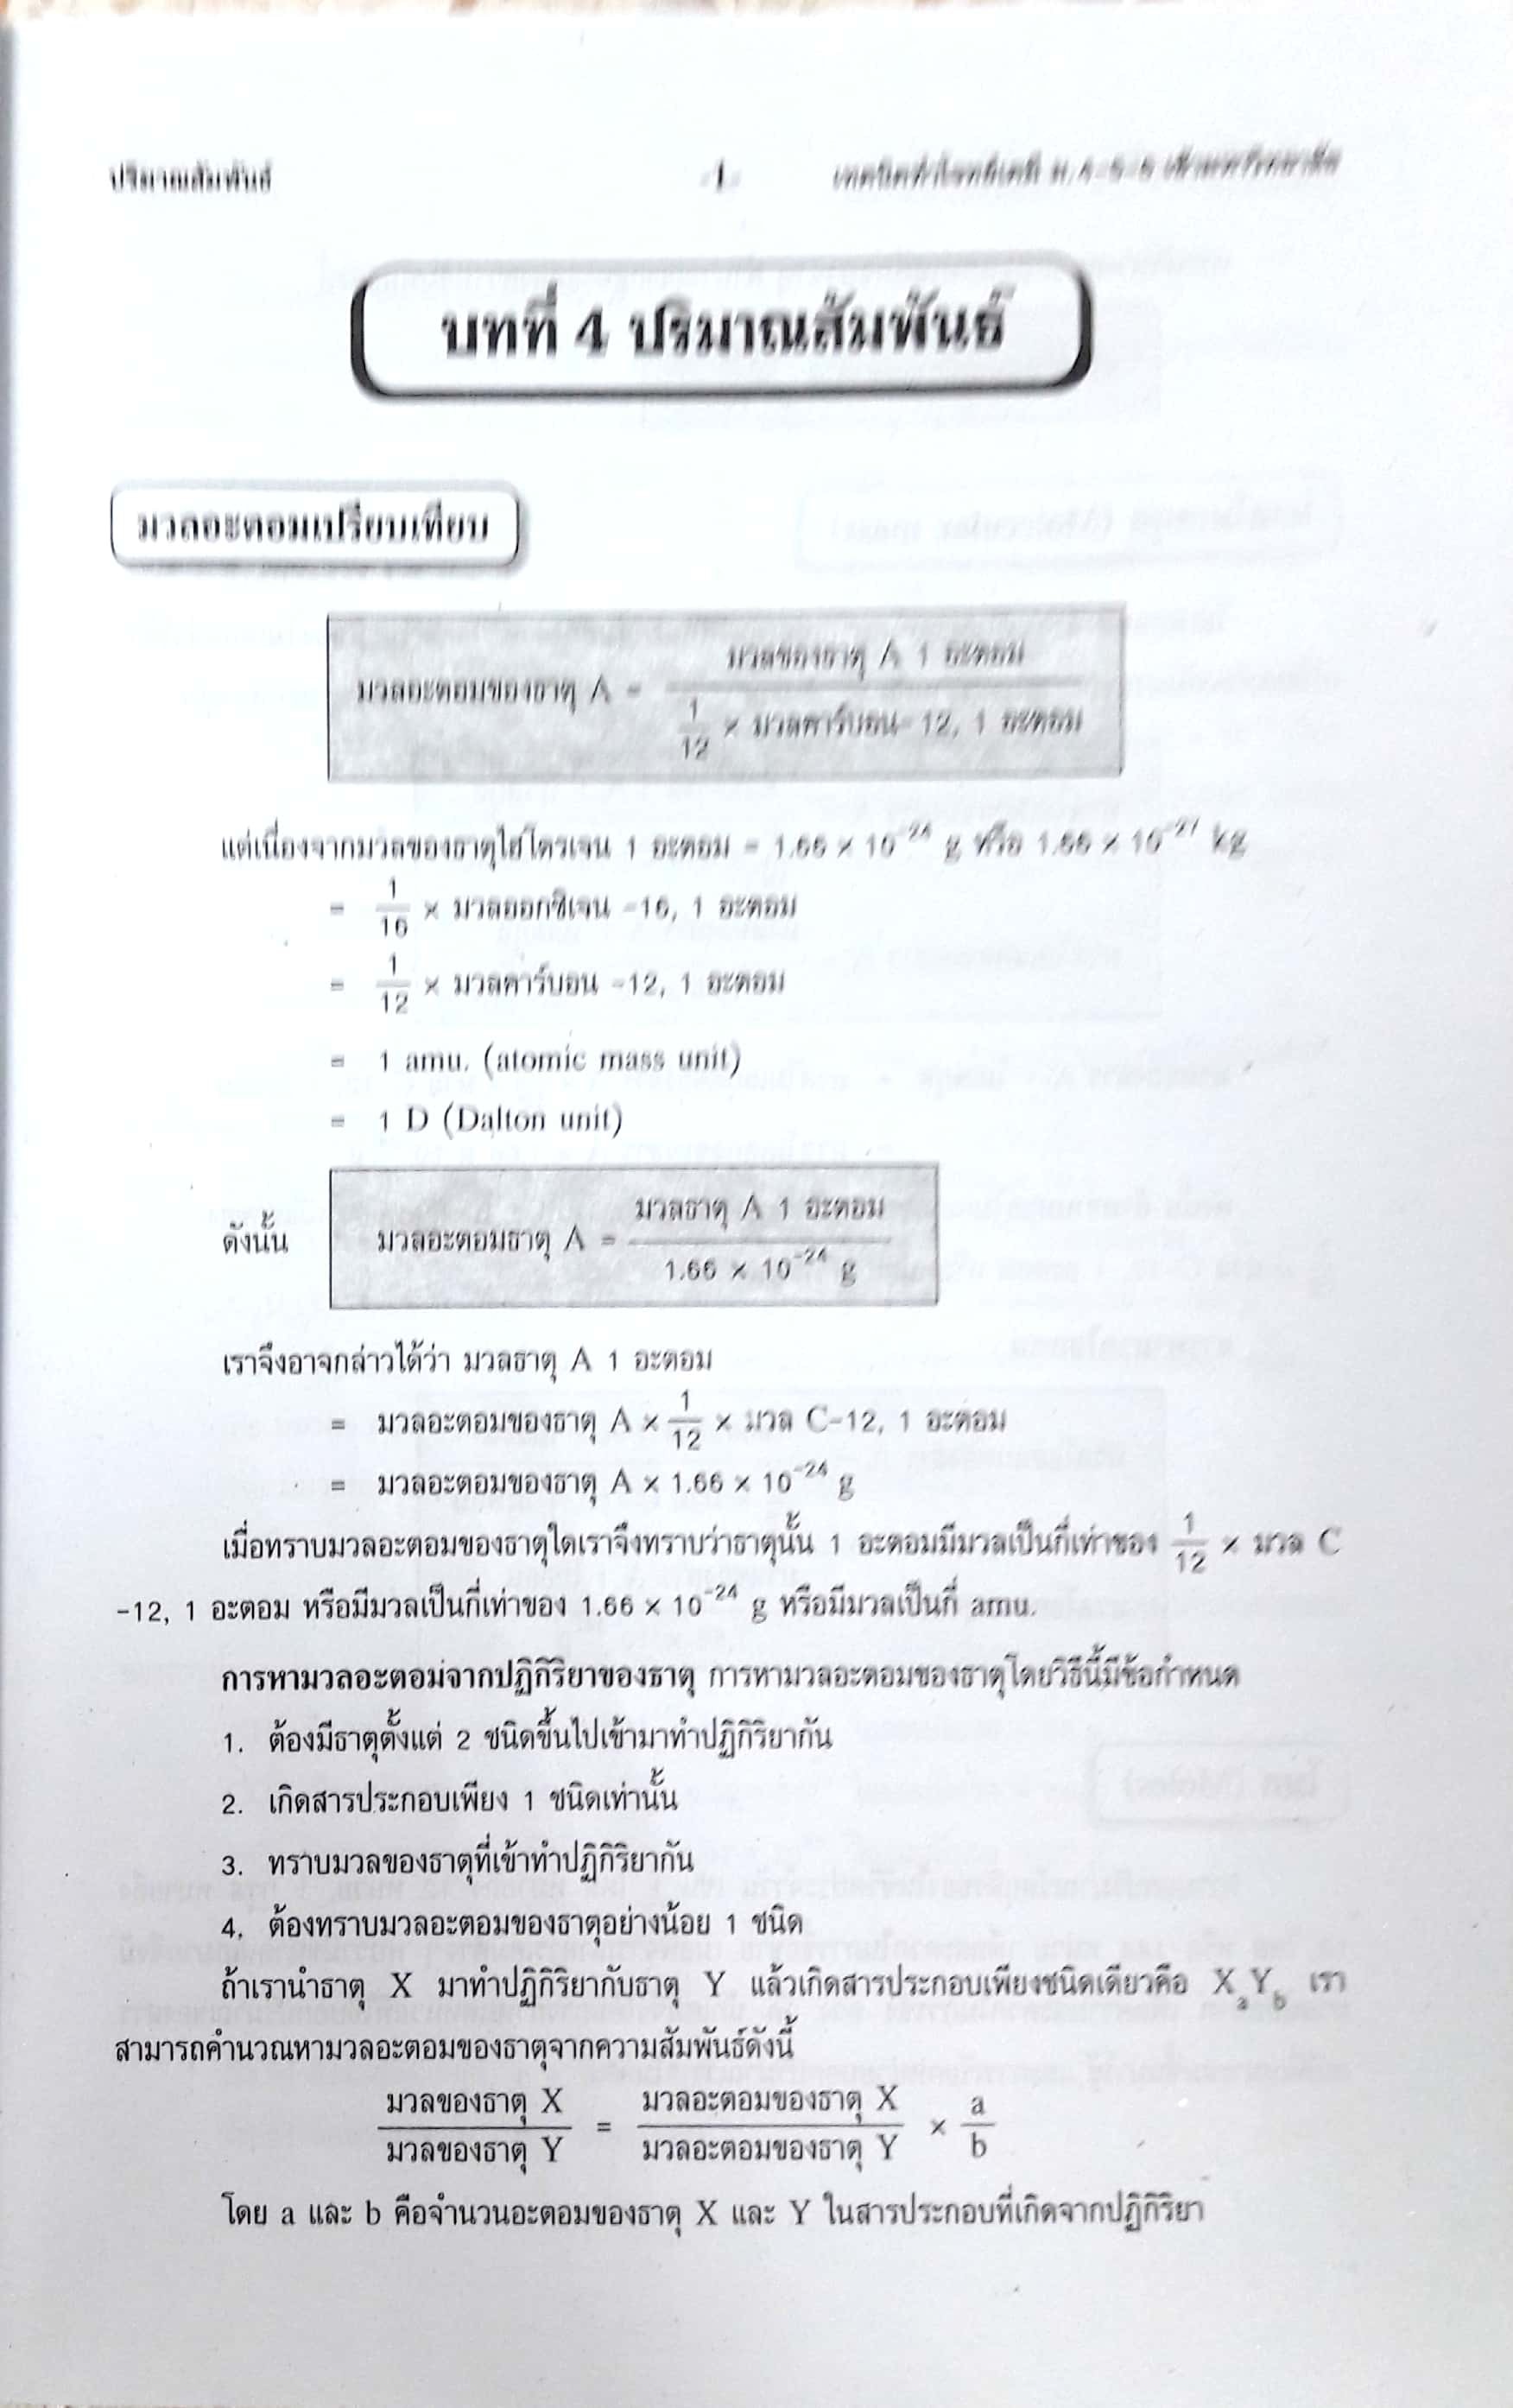 ปริมาณสัมพันธ์ 1 เทคนิคทำโจทย์เคมี ม.4-5-6 เข้ามหาวิทยาลัย
บทที่ 4 ปริมาณสัมพันธ์
มวลอะตอมเปรียบเทียบ
มวลอะตอมของธาตุ A = มวลของธาตุ A 1 อะตอม / (1/12 × มวลคาร์บอน-12, 1 อะตอม)
แต่เนื่องจากมวลของธาตุไฮโดรเจน 1 อะตอม = 1.66 × 10⁻²⁴ g หรือ 1.66 × 10⁻²⁷ kg
= 1/16 × มวลออกซิเจน -16, 1 อะตอม
= 1/12 × มวลคาร์บอน -12, 1 อะตอม
= 1 amu. (atomic mass unit)
= 1 D (Dalton unit)
ดังนั้น มวลอะตอมธาตุ A = มวลธาตุ A 1 อะตอม / 1.66 × 10⁻²⁴ g
เราจึงอาจกล่าวได้ว่า มวลธาตุ A 1 อะตอม
= มวลอะตอมของธาตุ A × 1/12 × มวล C-12, 1 อะตอม
= มวลอะตอมของธาตุ A × 1.66 × 10⁻²⁴ g
เมื่อทราบมวลอะตอมของธาตุใดเราจึงทราบว่าธาตุนั้น 1 อะตอมมีมวลเป็นกี่เท่าของ 1/12 × มวล C
-12, 1 อะตอม หรือมีมวลเป็นกี่เท่าของ 1.66 × 10⁻²⁴ g หรือมีมวลเป็นกี่ amu.
การหามวลอะตอมจากปฏิกิริยาของธาตุ การหามวลอะตอมของธาตุโดยวิธีนี้มีข้อกำหนด
1. ต้องมีธาตุตั้งแต่ 2 ชนิดขึ้นไปเข้ามาทำปฏิกิริยากัน
2. เกิดสารประกอบเพียง 1 ชนิดเท่านั้น
3. ทราบมวลของธาตุที่เข้าทำปฏิกิริยากัน
4. ต้องทราบมวลอะตอมของธาตุอย่างน้อย 1 ชนิด
ถ้าเรานำธาตุ X มาทำปฏิกิริยากับธาตุ Y แล้วเกิดสารประกอบเพียงชนิดเดียวคือ XₐY_b เรา
สามารถคำนวณหามวลอะตอมของธาตุจากความสัมพันธ์ดังนี้
มวลของธาตุ X / มวลของธาตุ Y = มวลอะตอมของธาตุ X / มวลอะตอมของธาตุ Y × a/b
โดย a และ b คือจำนวนอะตอมของธาตุ X และ Y ในสารประกอบที่เกิดจากปฏิกิริยา